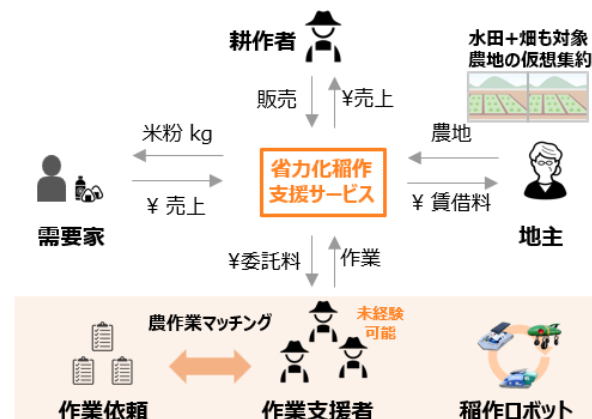 耕作者
水田+畑も対象
農地の仮想集約
販売
¥売上
米粉 kg
農地
省力化稲作
支援サービス
¥ 売上
¥ 賃借料
需要家
地主
¥委託料
作業
農作業マッチング
未経験
可能
作業依頼
作業支援者
稲作ロボット